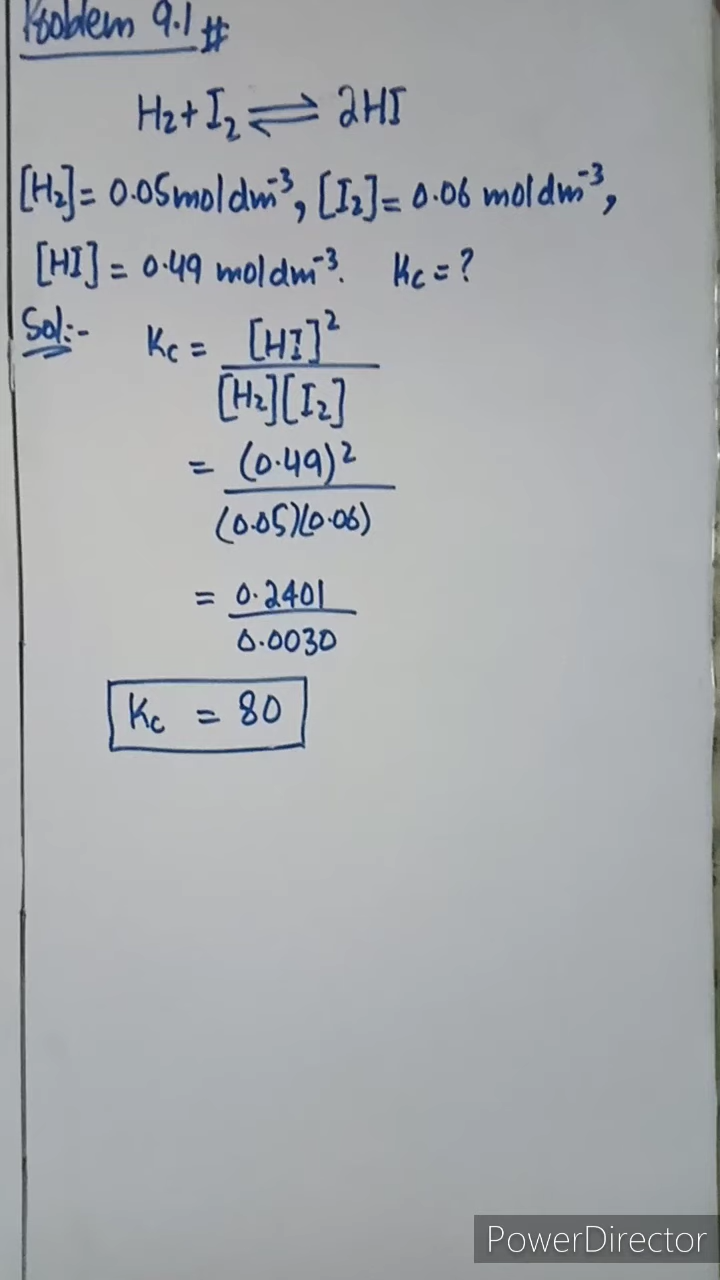 Problem 9.1 #
H₂ + I₂ ⇌ 2HI
[H₂] = 0.05 mol dm⁻³, [I₂] = 0.06 mol dm⁻³,
[HI] = 0.49 mol dm⁻³. Kc = ?
Sol:- Kc = [HI]²
[H₂][I₂]
= (0.49)²
(0.05)(0.06)
= 0.2401
0.0030
Kc = 80
PowerDirector